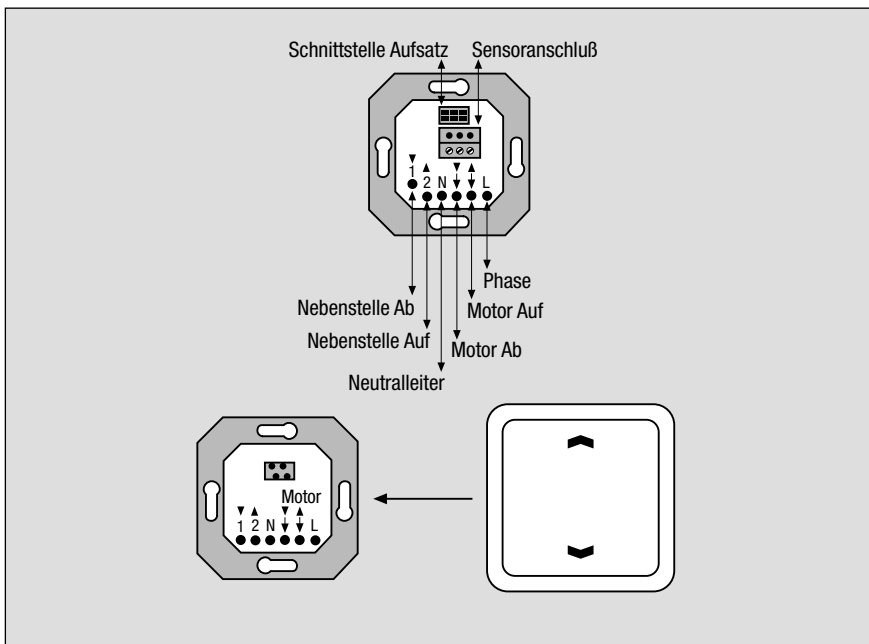 Schnittstelle Aufsatz Sensoranschluß
1 2 N L
Phase
Nebenstelle Ab Motor Auf
Nebenstelle Auf Motor Ab
Neutralleiter
Motor
1 2 N L